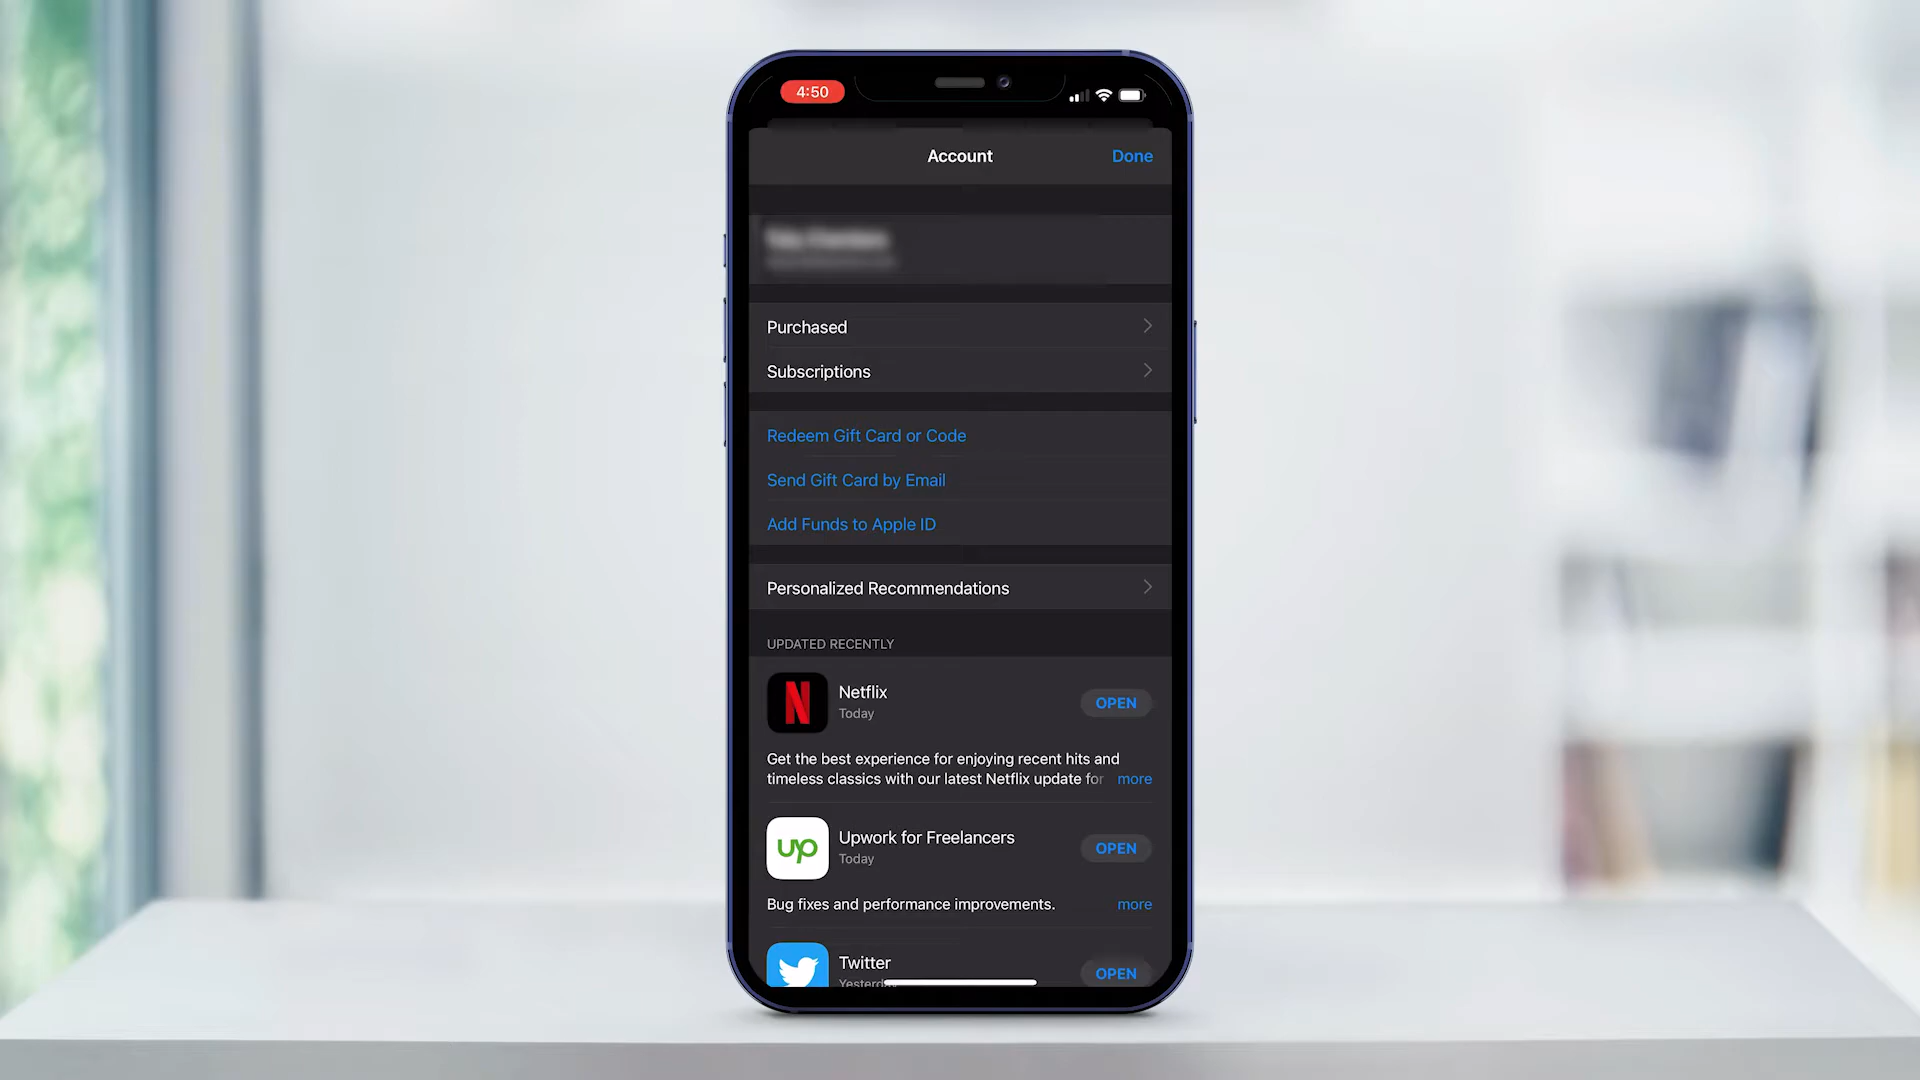 4:50
Account
Done
Purchased
Subscriptions
Redeem Gift Card or Code
Send Gift Card by Email
Add Funds to Apple ID
Personalized Recommendations
UPDATED RECENTLY
Netflix
Today
OPEN
Get the best experience for enjoying recent hits and
timeless classics with our latest Netflix update for more
up
Upwork for Freelancers
Today
OPEN
Bug fixes and performance improvements. more
Twitter
OPEN